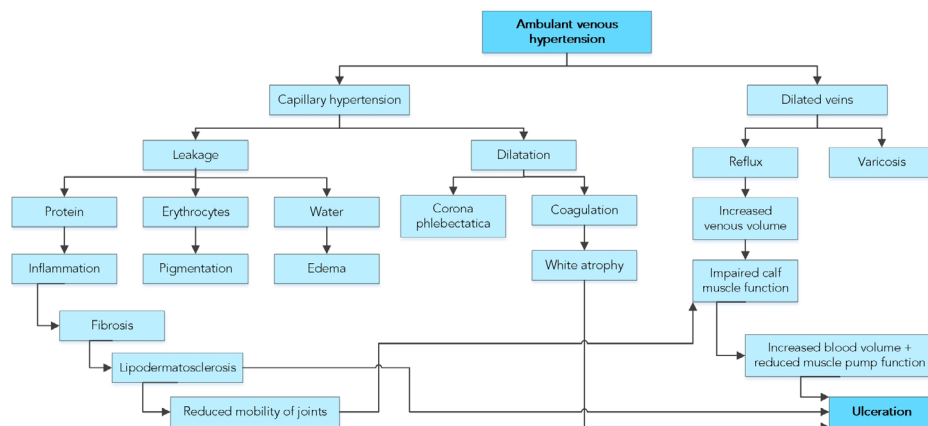 Ambulant venous
hypertension
Capillary hypertension
Dilated veins
Leakage
Dilatation
Reflux
Varicosis
Protein
Erythrocytes
Water
Corona
phlebectatica
Coagulation
Increased
venous volume
Inflammation
Pigmentation
Edema
White atrophy
Impaired calf
muscle function
Fibrosis
Lipodermatosclerosis
Increased blood volume +
reduced muscle pump function
Reduced mobility of joints
Ulceration